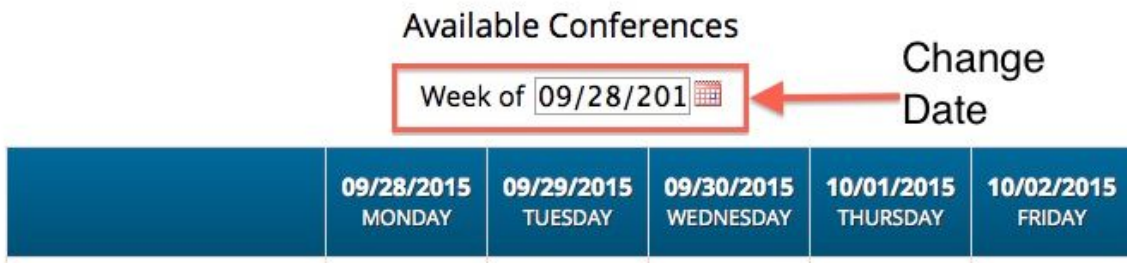 Available Conferences
Week of 09/28/201
Change
Date
09/28/2015 09/29/2015 09/30/2015 10/01/2015 10/02/2015
MONDAY TUESDAY WEDNESDAY THURSDAY FRIDAY